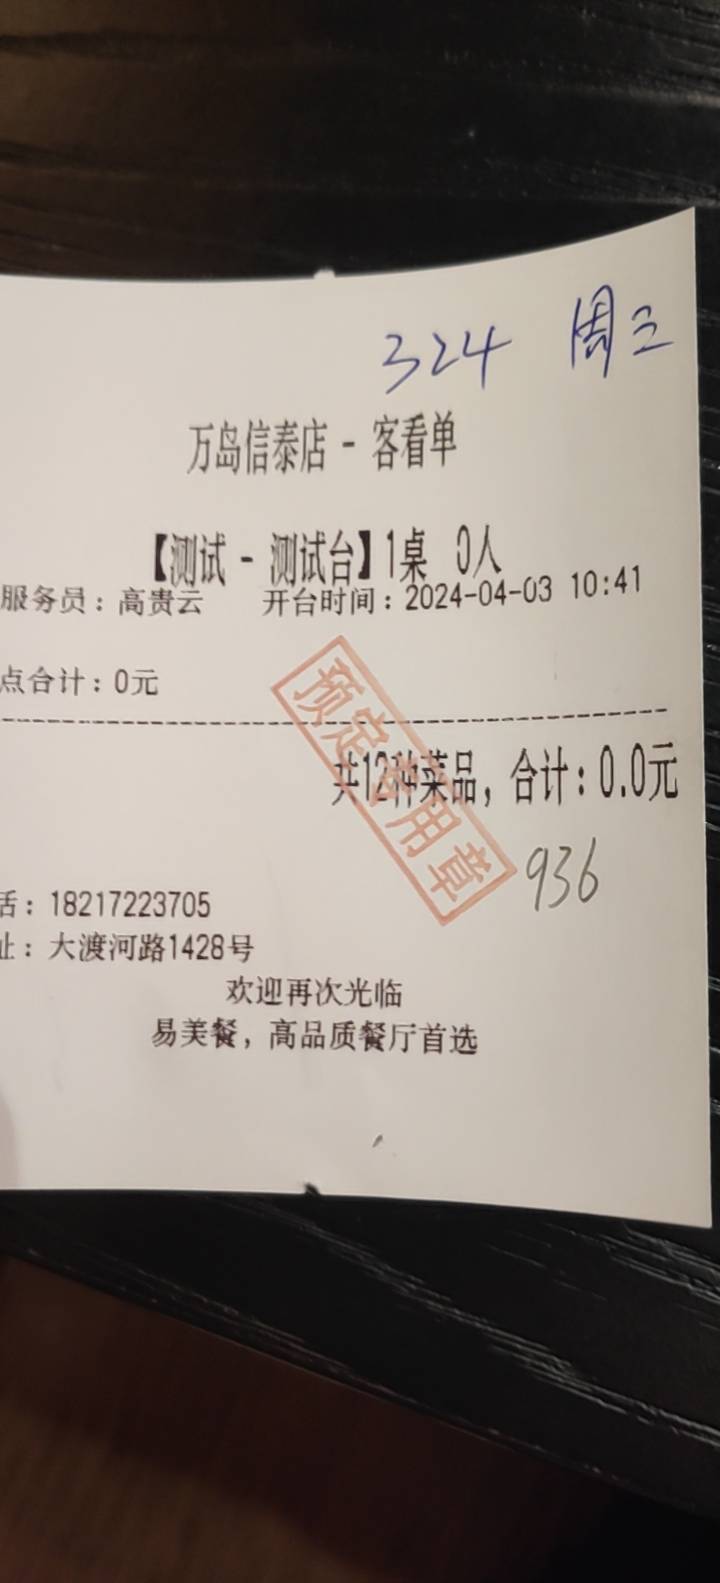 324 周三
万岛信泰店 - 客看单
【测试 - 测试台】1桌 0人
服务员：高贵云 开台时间：2024-04-03 10:41
点合计：0元
预定专用章
共12种菜品，合计：0.0元
936
话：18217223705
址：大渡河路1428号
欢迎再次光临
易美餐，高品质餐厅首选